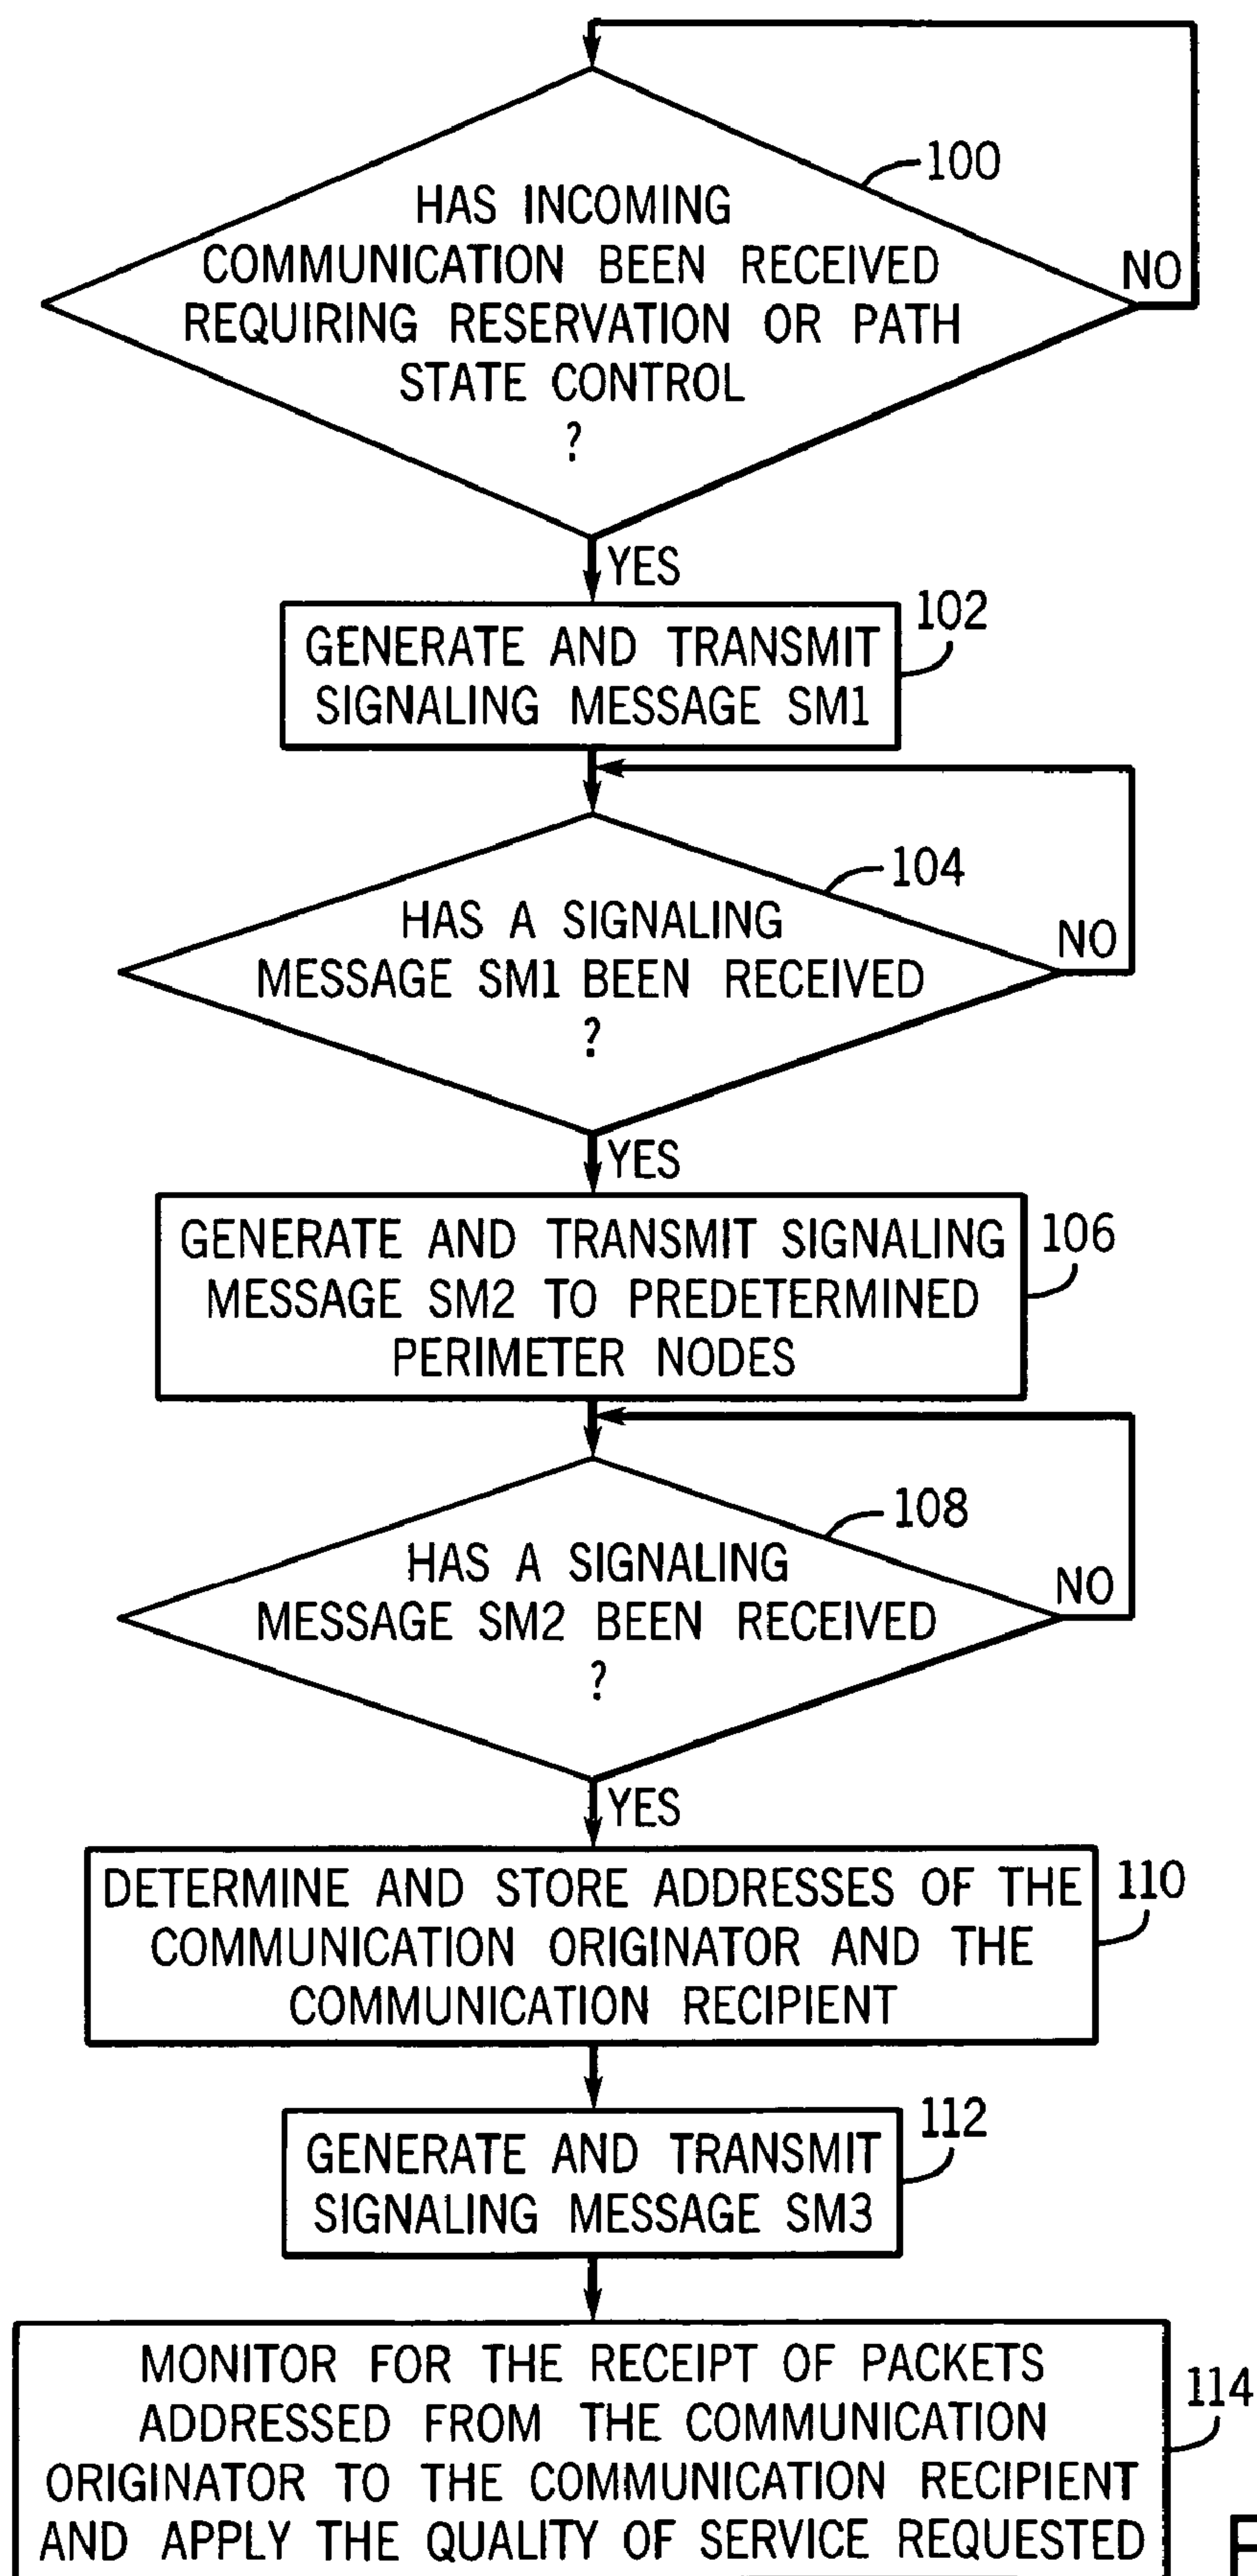 100
HAS INCOMING
COMMUNICATION BEEN RECEIVED
REQUIRING RESERVATION OR PATH
STATE CONTROL
?
NO
YES
102
GENERATE AND TRANSMIT
SIGNALING MESSAGE SM1
104
HAS A SIGNALING
MESSAGE SM1 BEEN RECEIVED
?
NO
YES
106
GENERATE AND TRANSMIT SIGNALING
MESSAGE SM2 TO PREDETERMINED
PERIMETER NODES
108
HAS A SIGNALING
MESSAGE SM2 BEEN RECEIVED
?
NO
YES
110
DETERMINE AND STORE ADDRESSES OF THE
COMMUNICATION ORIGINATOR AND THE
COMMUNICATION RECIPIENT
112
GENERATE AND TRANSMIT
SIGNALING MESSAGE SM3
114
MONITOR FOR THE RECEIPT OF PACKETS
ADDRESSED FROM THE COMMUNICATION
ORIGINATOR TO THE COMMUNICATION RECIPIENT
AND APPLY THE QUALITY OF SERVICE REQUESTED